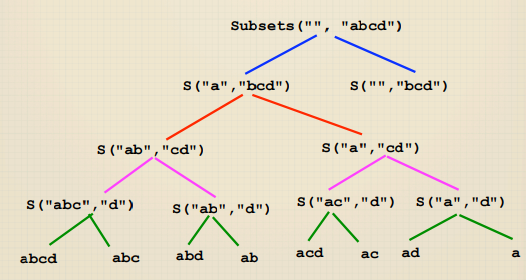 Subsets("", "abcd")
S("a","bcd") S("","bcd")
S("ab","cd") S("a","cd")
S("abc","d") S("ab","d") S("ac","d") S("a","d")
abcd abc abd ab acd ac ad a